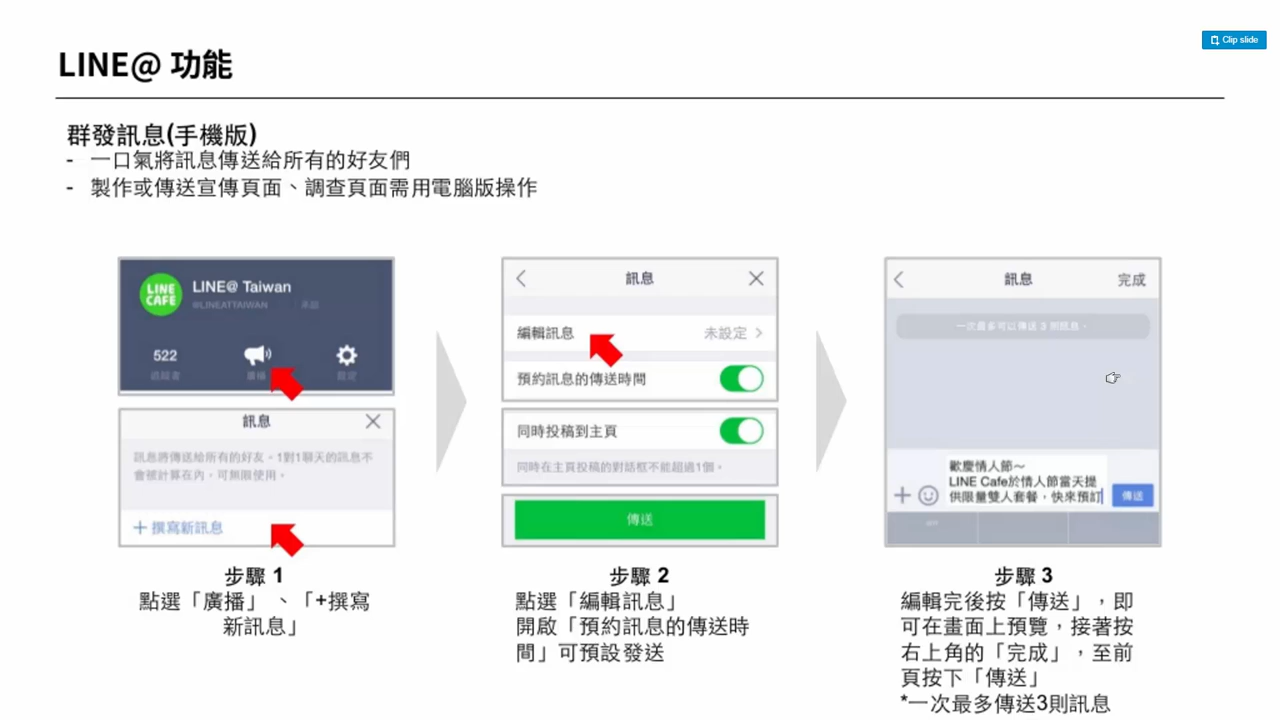 Clip slide
LINE@ 功能
群發訊息(手機版)
- 一口氣將訊息傳送給所有的好友們
- 製作或傳送宣傳頁面、調查頁面需用電腦版操作
LINE CAFE
LINE@ Taiwan
@LINEATTAIWAN
522
訊息
訊息將傳送給所有的好友。1對1聊天的訊息不
會被計算在內,可無限使用。
+ 撰寫新訊息
步驟 1
點選「廣播」、「+撰寫
新訊息」
訊息
編輯訊息 未設定
預約訊息的傳送時間
同時投稿到主頁
同時在主頁投稿的對話框不能超過1個。
傳送
步驟 2
點選「編輯訊息」
開啟「預約訊息的傳送時
間」可預設發送
訊息 完成
一次最多可以傳送 3 則訊息。
歡慶情人節~
LINE Cafe於情人節當天提
供限量雙人套餐,快來預訂
傳送
步驟 3
編輯完後按「傳送」,即
可在畫面上預覽,接著按
右上角的「完成」,至前
頁按下「傳送」
*一次最多傳送3則訊息